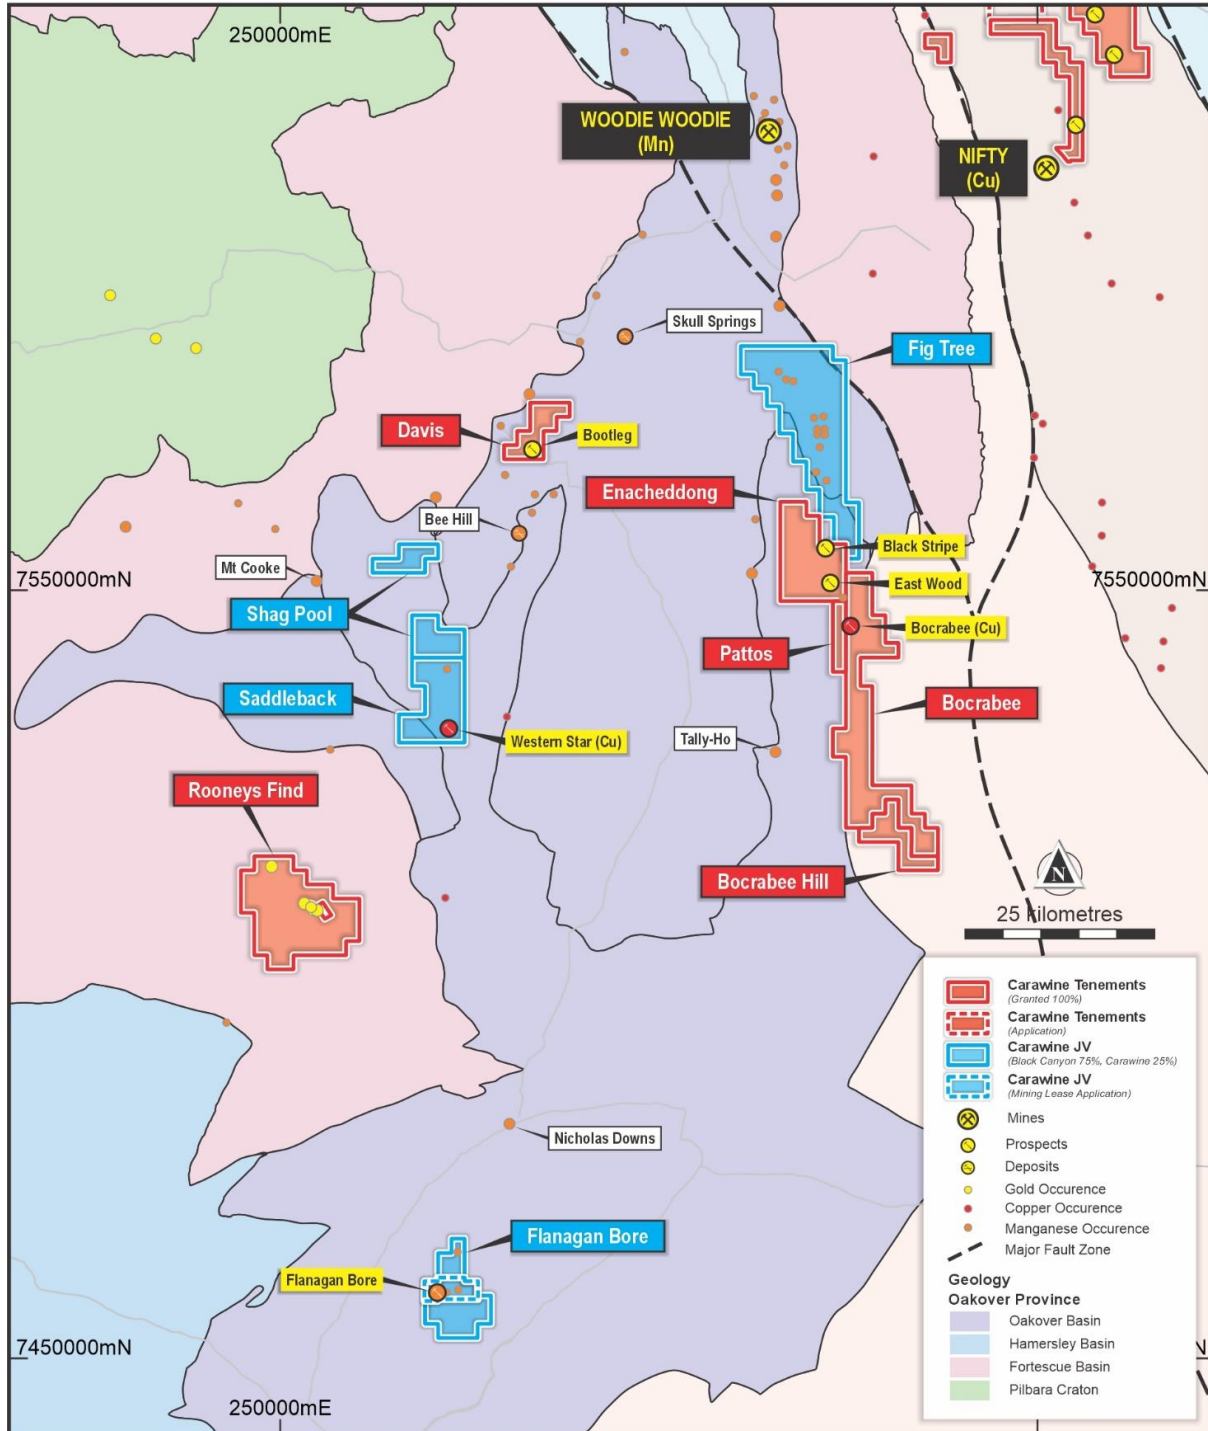 250000mE
WOODIE WOODIE
(Mn)
NIFTY
(Cu)
Skull Springs
Fig Tree
Davis
Bootleg
Enacheddong
Bee Hill
Black Stripe
Mt Cooke
7550000mN
East Wood
7550000mN
Shag Pool
Bocrabee (Cu)
Pattos
Saddleback
Bocrabee
Western Star (Cu)
Tally-Ho
Rooneys Find
Bocrabee Hill
N
25 kilometres
Carawine Tenements
(Granted 100%)
Carawine Tenements
(Application)
Carawine JV
(Black Canyon 75%, Carawine 25%)
Carawine JV
(Mining Lease Application)
Mines
Prospects
Deposits
Gold Occurence
Copper Occurence
Manganese Occurence
Major Fault Zone
Geology
Oakover Province
Oakover Basin
Hamersley Basin
Fortescue Basin
Pilbara Craton
Nicholas Downs
Flanagan Bore
Flanagan Bore
7450000mN
N
250000mE